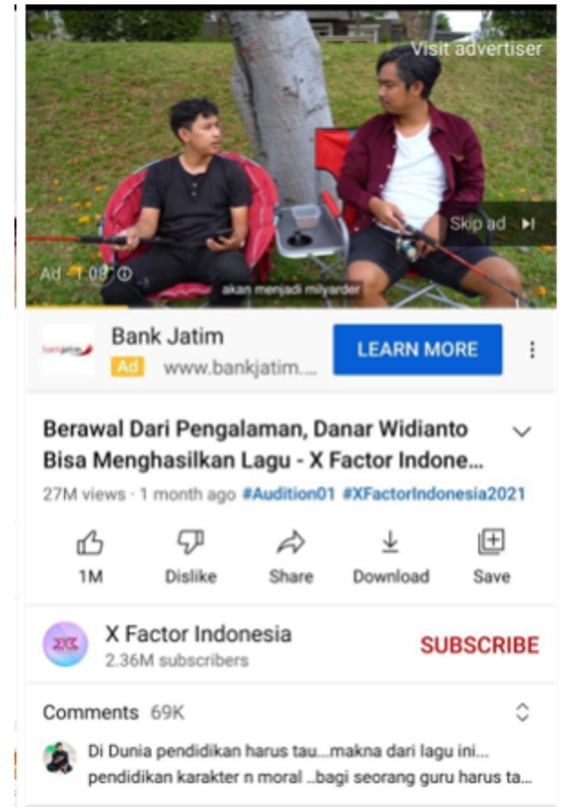 Visit advertiser
Skip ad
Ad · 1:08
akan menjadi milyarder
bankjatim
Bank Jatim
LEARN MORE
Ad www.bankjatim....
Berawal Dari Pengalaman, Danar Widianto
Bisa Menghasilkan Lagu - X Factor Indone...
27M views · 1 month ago #Audition01 #XFactorIndonesia2021
1M Dislike Share Download Save
X Factor Indonesia
SUBSCRIBE
2.36M subscribers
Comments 69K
Di Dunia pendidikan harus tau...makna dari lagu ini...
pendidikan karakter n moral ..bagi seorang guru harus ta...